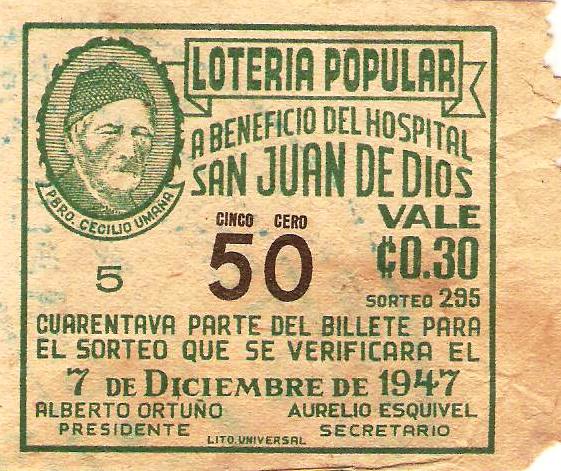 LOTERIA POPULAR
A BENEFICIO DEL HOSPITAL
SAN JUAN DE DIOS
PBRO. CECILIO UMAÑA
CINCO CERO
VALE
5
50
₡0.30
SORTEO 295
CUARENTAVA PARTE DEL BILLETE PARA
EL SORTEO QUE SE VERIFICARA EL
7 DE DICIEMBRE DE 1947
ALBERTO ORTUÑO
AURELIO ESQUIVEL
PRESIDENTE
SECRETARIO
LITO. UNIVERSAL